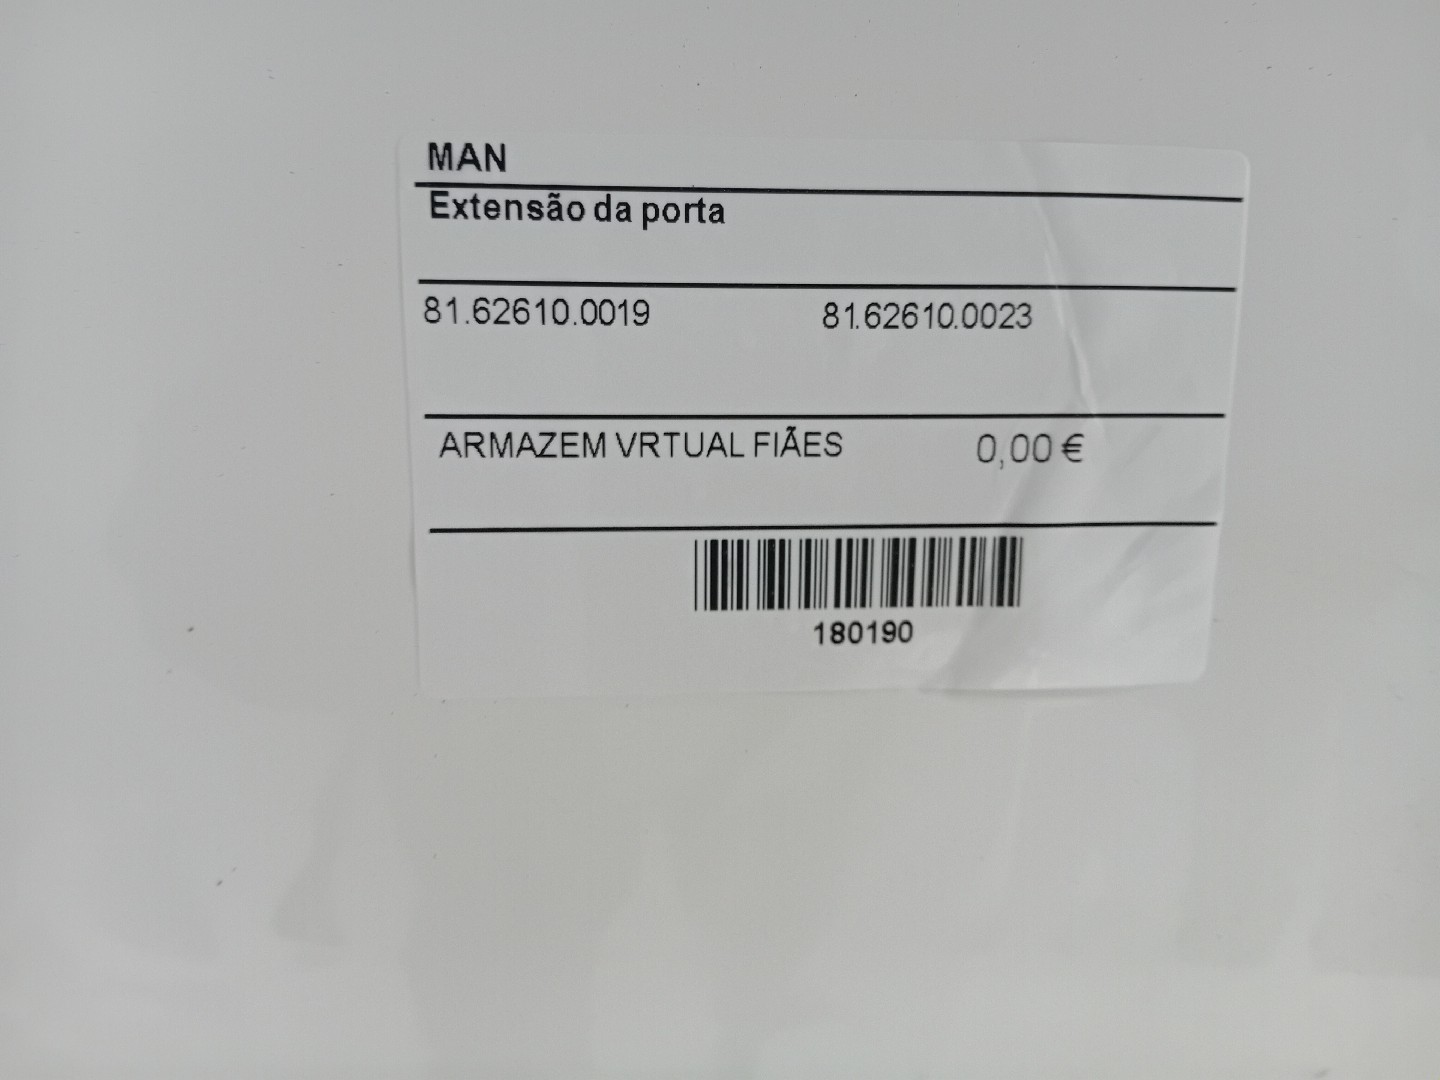 MAN
Extensão da porta
81.62610.0019 81.62610.0023
ARMAZEM VRTUAL FIÃES 0,00 €
180190